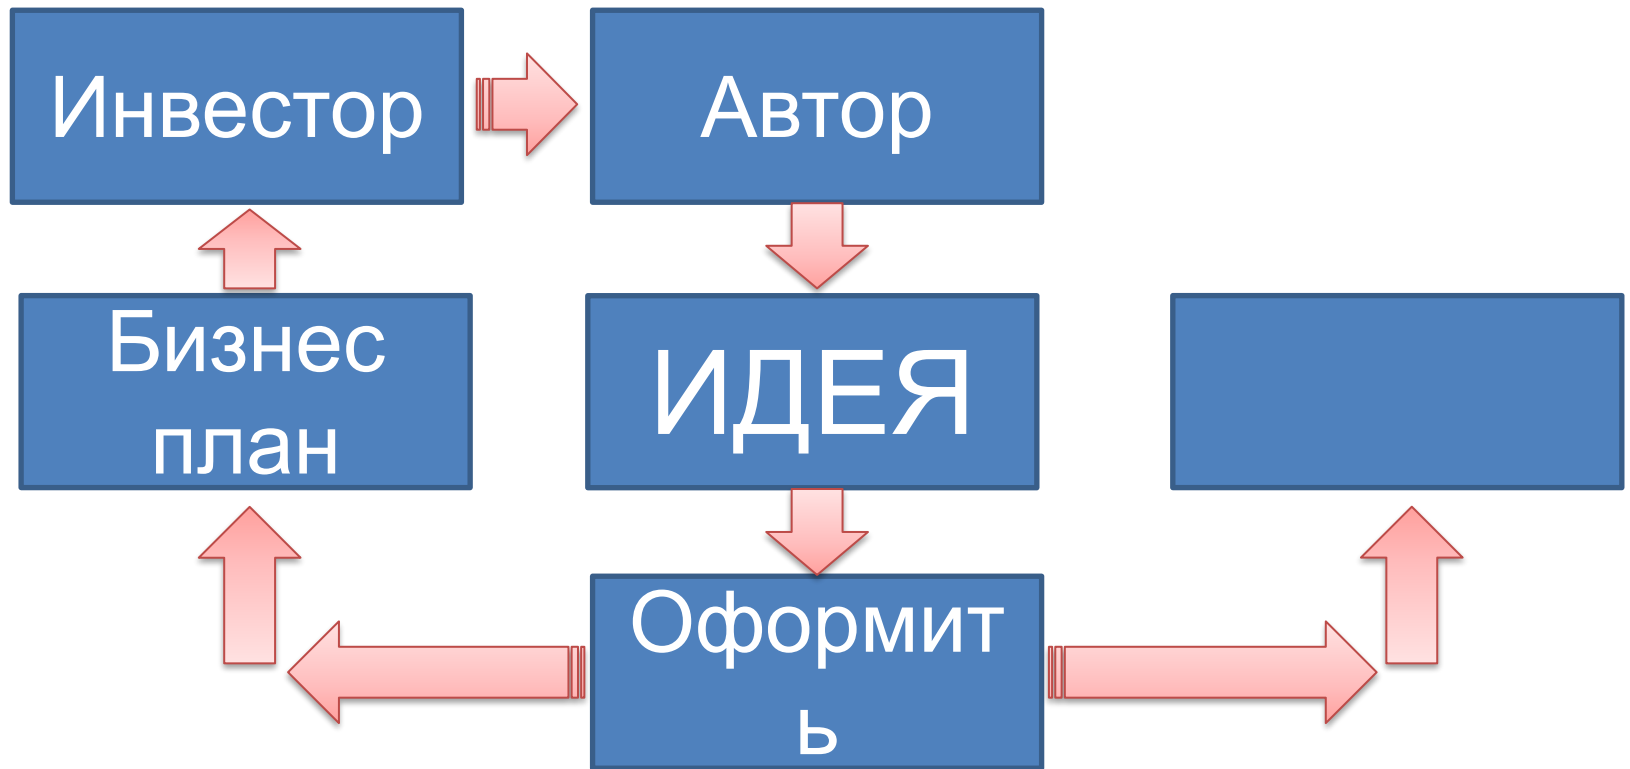 Инвестор
Автор
Бизнес
план
ИДЕЯ
Оформит
ь